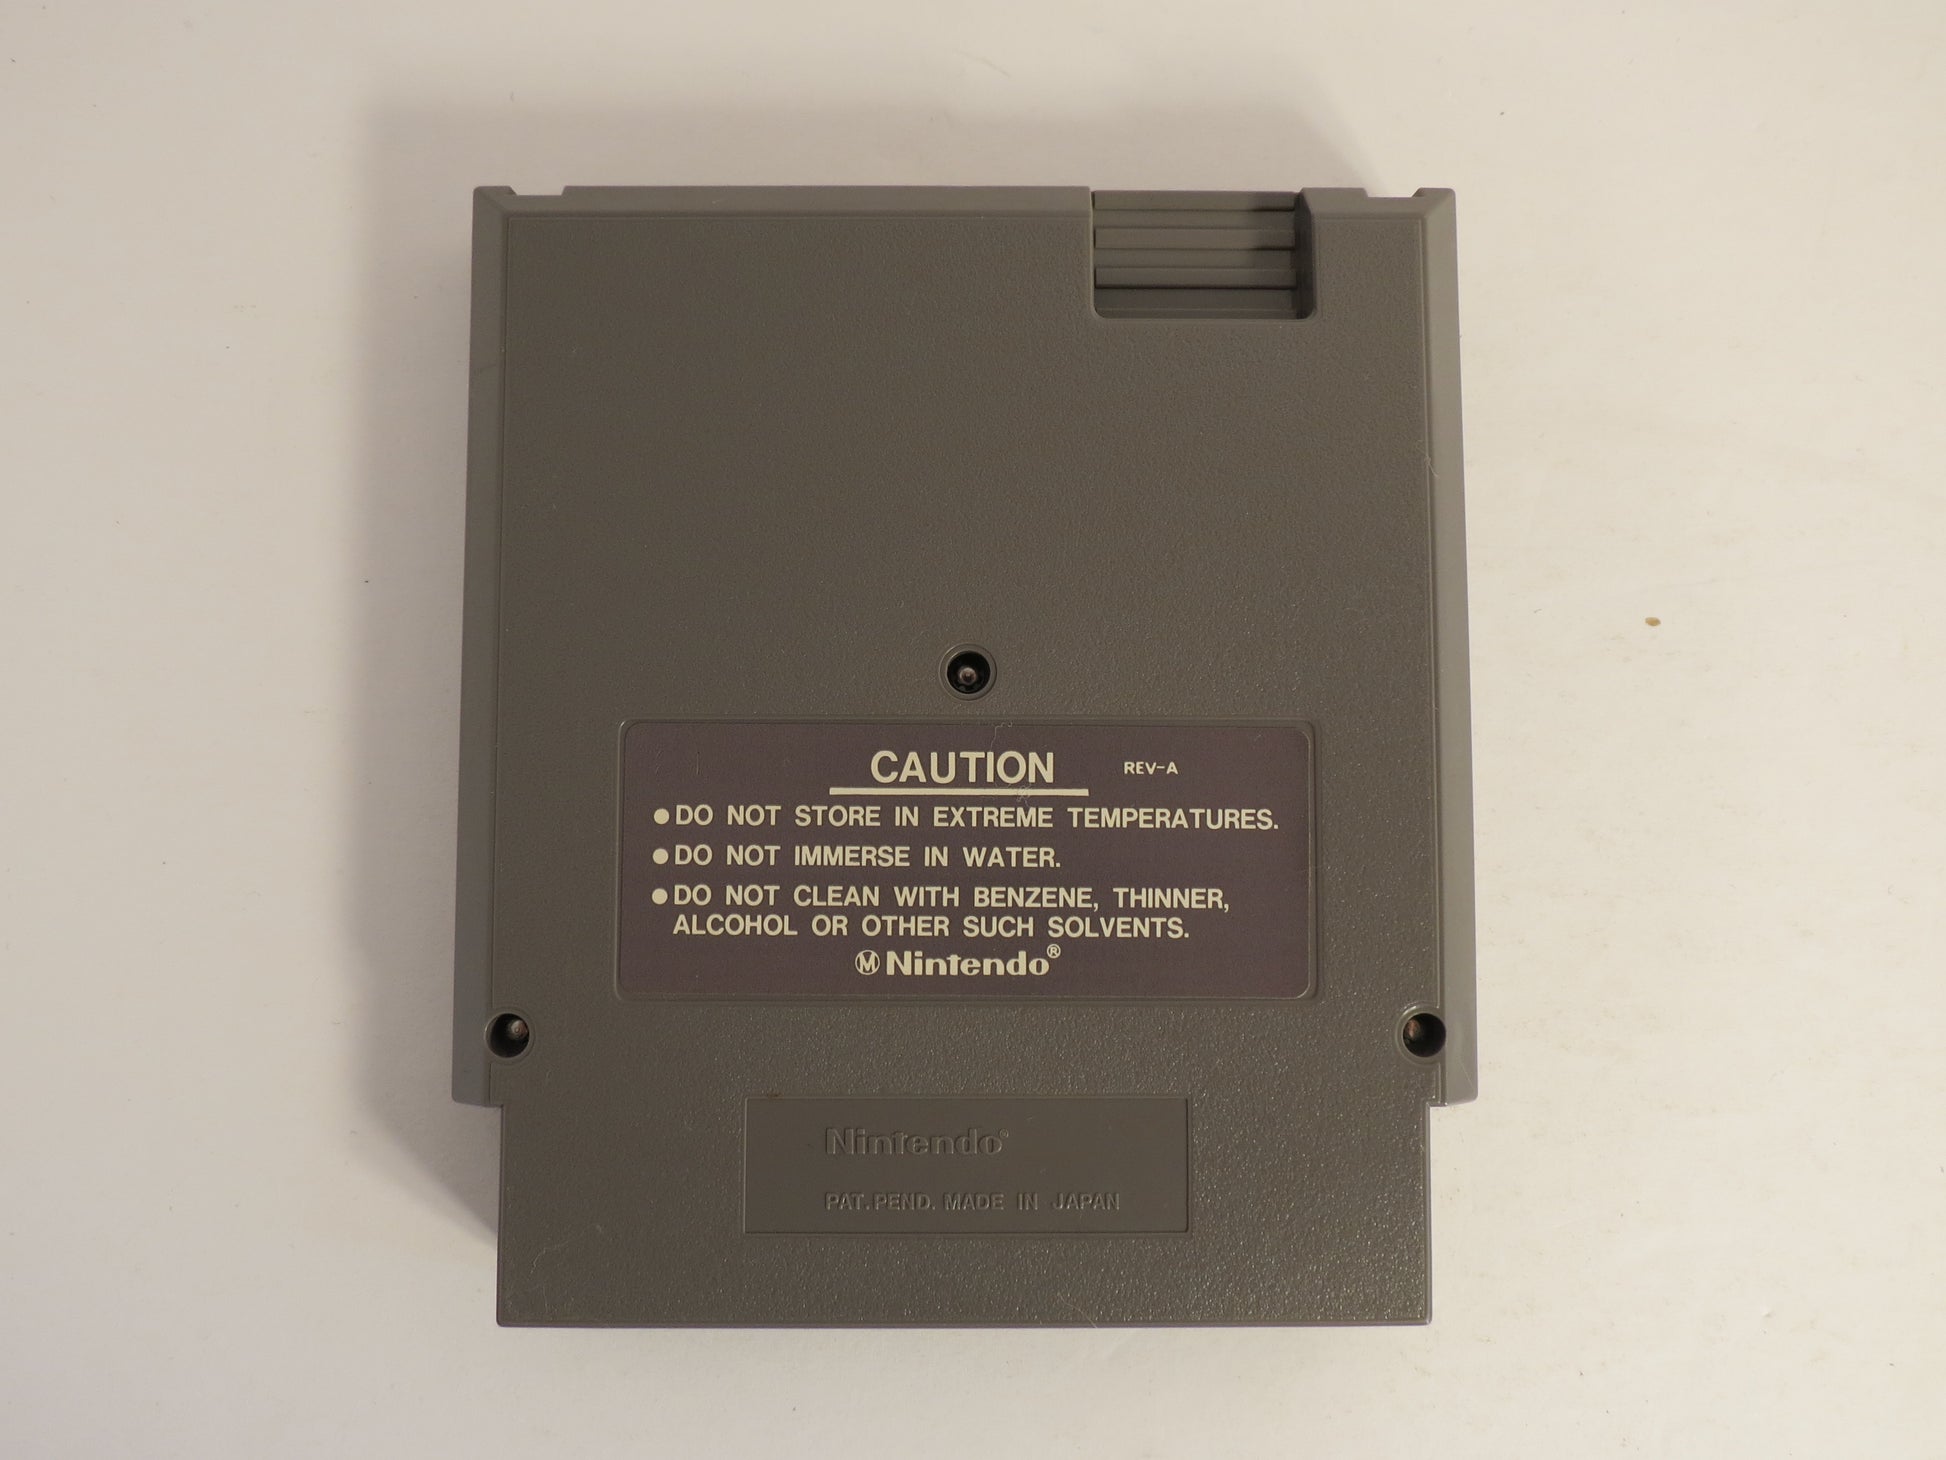 CAUTION REV-A
● DO NOT STORE IN EXTREME TEMPERATURES.
● DO NOT IMMERSE IN WATER.
● DO NOT CLEAN WITH BENZENE, THINNER,
ALCOHOL OR OTHER SUCH SOLVENTS.
Ⓜ Nintendo®
Nintendo®
PAT. PEND. MADE IN JAPAN